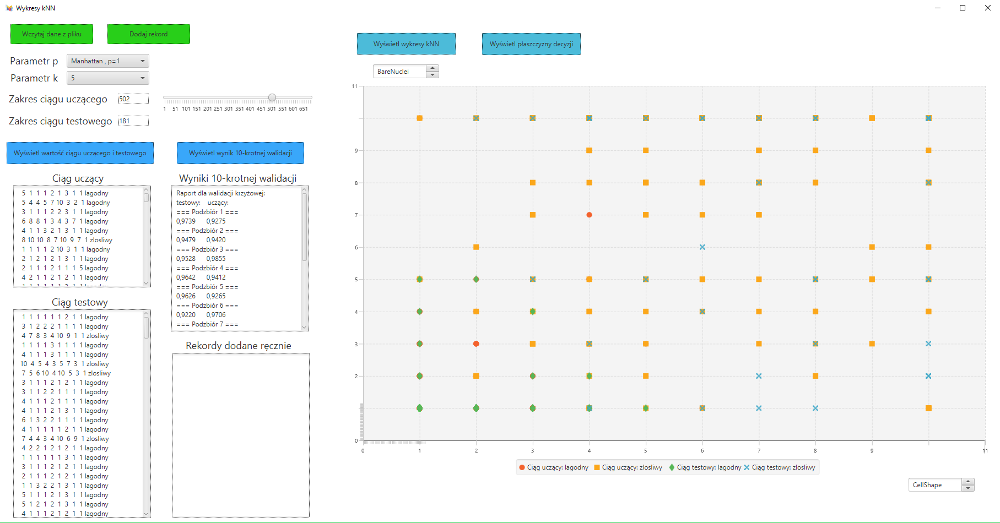 Wykresy kNN
Wczytaj dane z pliku
Dodaj rekord
Parametr p
Manhattan , p=1
Parametr k
5
Zakres ciągu uczącego
502
1 51 101 151 201 251 301 351 401 451 501 551 601 651
Zakres ciągu testowego
181
Wyświetl wartość ciągu uczącego i testowego
Wyświetl wynik 10-krotnej walidacji
Ciąg uczący
5 1 1 1 2 1 3 1 1 lagodny
5 4 4 5 7 10 3 2 1 lagodny
3 1 1 1 2 2 3 1 1 lagodny
6 8 8 1 3 4 3 7 1 lagodny
4 1 1 3 2 1 3 1 1 lagodny
8 10 10 8 7 10 9 7 1 zlosliwy
1 1 1 1 2 10 3 1 1 lagodny
2 1 2 1 2 1 3 1 1 lagodny
2 1 1 1 2 1 1 1 5 lagodny
4 2 1 1 2 1 2 1 1 lagodny
Ciąg testowy
1 1 1 1 1 1 2 1 1 lagodny
3 1 2 2 2 1 1 1 1 lagodny
4 7 8 3 4 10 9 1 1 zlosliwy
1 1 1 1 3 1 1 1 1 lagodny
4 1 1 1 3 1 1 1 1 lagodny
10 4 5 4 3 5 7 3 1 zlosliwy
7 5 6 10 4 10 5 3 1 zlosliwy
3 1 1 1 2 1 2 1 1 lagodny
3 1 1 2 2 1 1 1 1 lagodny
4 1 1 1 2 1 1 1 1 lagodny
4 1 1 1 2 1 3 1 1 lagodny
6 1 3 2 2 1 1 1 1 lagodny
4 1 1 1 1 1 2 1 1 lagodny
7 4 4 3 4 10 6 9 1 zlosliwy
4 2 2 1 2 1 2 1 1 lagodny
1 1 1 1 1 1 3 1 1 lagodny
3 1 1 1 2 1 2 1 1 lagodny
2 1 1 1 2 1 2 1 1 lagodny
1 1 3 2 2 1 3 1 1 lagodny
5 1 1 1 2 1 3 1 1 lagodny
5 1 2 1 2 1 3 1 1 lagodny
4 1 1 1 2 1 2 1 1 lagodny
Wyniki 10-krotnej walidacji
Raport dla walidacji krzyżowej:
testowy: uczący:
=== Podzbiór 1 ===
0,9739 0,9275
=== Podzbiór 2 ===
0,9479 0,9420
=== Podzbiór 3 ===
0,9528 0,9855
=== Podzbiór 4 ===
0,9642 0,9412
=== Podzbiór 5 ===
0,9626 0,9265
=== Podzbiór 6 ===
0,9220 0,9706
=== Podzbiór 7 ===
Rekordy dodane ręcznie
Wyświetl wykresy kNN
Wyświetl płaszczyzny decyzji
BareNuclei
11
9
8
7
6
5
4
3
2
0
0 1 2 3 4 5 6 7 8 9 11
Ciąg uczący: lagodny Ciąg uczący: zlosliwy Ciąg testowy: lagodny Ciąg testowy: zlosliwy
CellShape